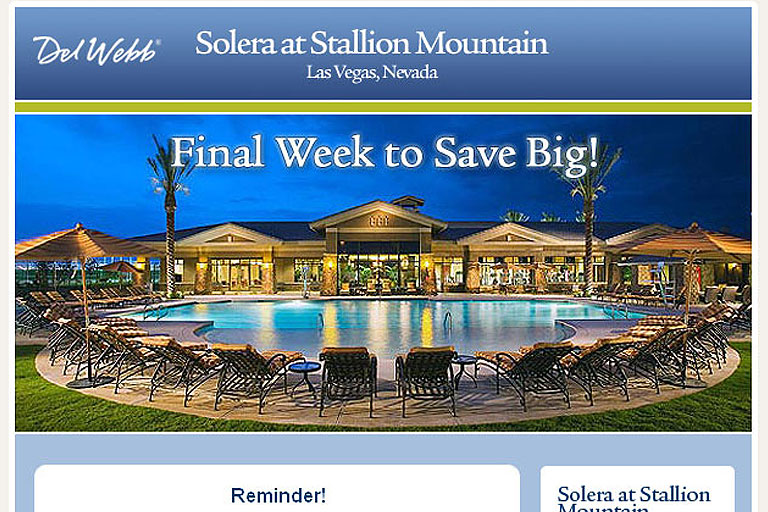 Del Webb®
Solera at Stallion Mountain
Las Vegas, Nevada
Final Week to Save Big!
Reminder!
Solera at Stallion
Mountain